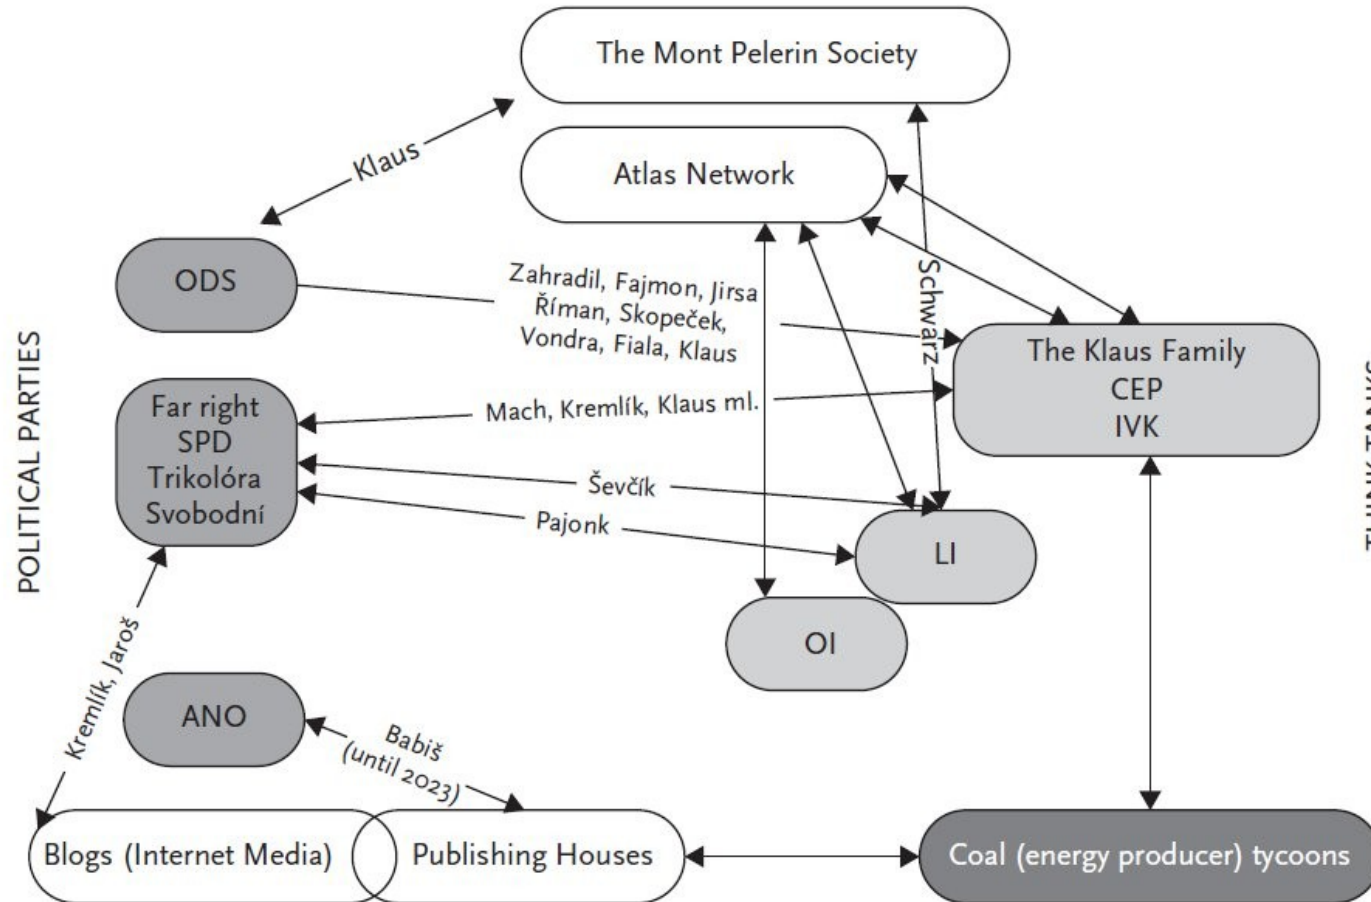 The Mont Pelerin Society
Klaus
Atlas Network
ODS
Zahradil, Fajmon, Jirsa
Říman, Skopeček,
Vondra, Fiala, Klaus
Schwarz
The Klaus Family
CEP
IVK
POLITICAL PARTIES
Far right
SPD
Trikolóra
Svobodní
Mach, Kremlík, Klaus ml.
Ševčík
Pajonk
LI
OI
Kremlík, Jaroš
ANO
Babiš
(until 2023)
Blogs (Internet Media)
Publishing Houses
Coal (energy producer) tycoons